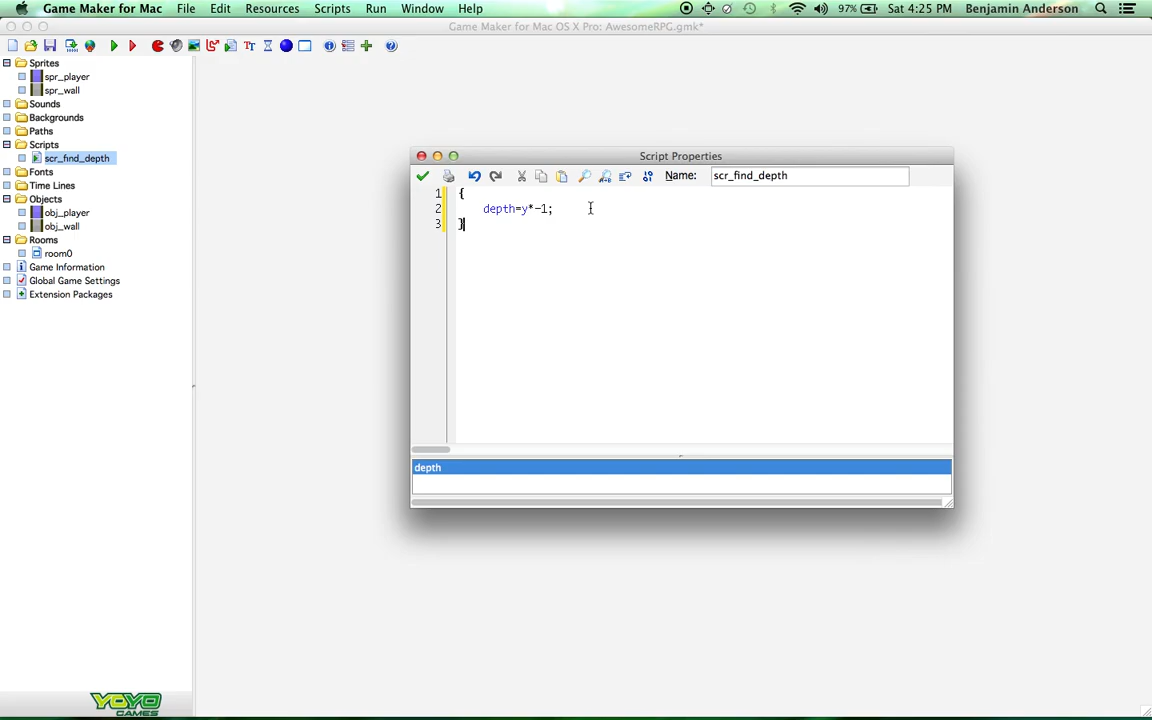 Game Maker for Mac File Edit Resources Scripts Run Window Help 97% Sat 4:25 PM Benjamin Anderson
Game Maker for Mac OS X Pro: AwesomeRPG.gmk*
Sprites
spr_player
spr_wall
Sounds
Backgrounds
Paths
Scripts
scr_find_depth
Fonts
Time Lines
Objects
obj_player
obj_wall
Rooms
room0
Game Information
Global Game Settings
Extension Packages
YOYO
GAMES
Script Properties
Name: scr_find_depth
1 {
2 depth=y*-1;
3 }
depth